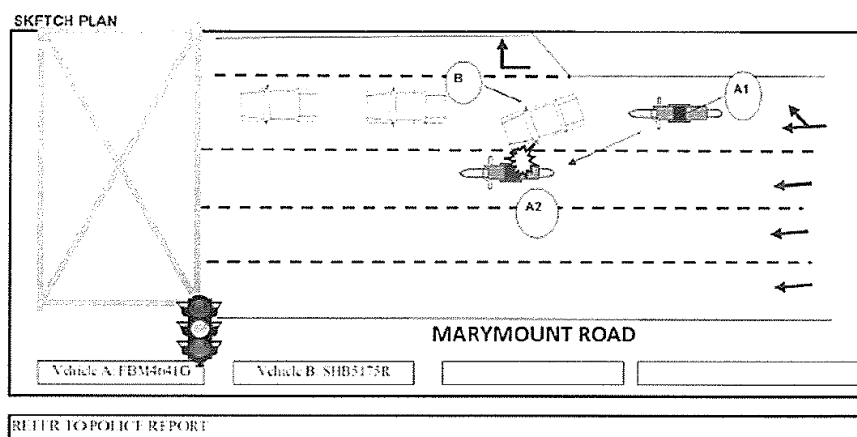 SKETCH PLAN
B
A1
A2
MARYMOUNT ROAD
Vehicle A: FBM4641G
Vehicle B: SHB5175R
REFER TO POLICE REPORT